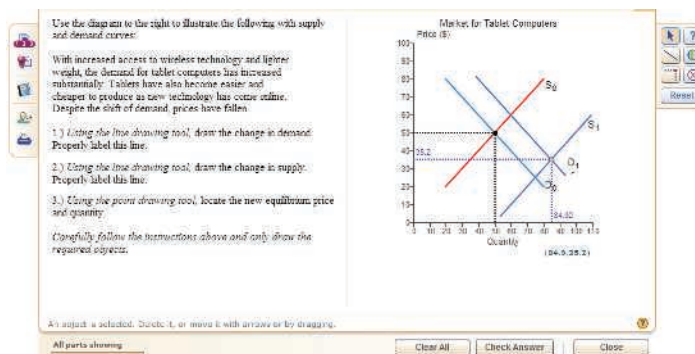 Use the diagram to the right to illustrate the following with supply
and demand curves:
With increased access to wireless technology and lighter
weight, the demand for tablet computers has increased
substantially. Tablets have also become easier and
cheaper to produce as new technology has come online.
Despite the shift of demand, prices have fallen.
1.) Using the line drawing tool, draw the change in demand.
Properly label this line.
2.) Using the line drawing tool, draw the change in supply.
Properly label this line.
3.) Using the point drawing tool, locate the new equilibrium price
and quantity.
Carefully follow the instructions above and only draw the
required objects.
Market for Tablet Computers
Price ($)
100
90
80
70
60
50
40
30
20
10
0
S0
S1
D1
D0
35.2
84.92
0 10 20 30 40 50 60 70 80 90 100 110
Quantity
Reset
An object is selected. Delete it, or move it with arrows or by dragging.
All parts showing
Clear All
Check Answer
Close